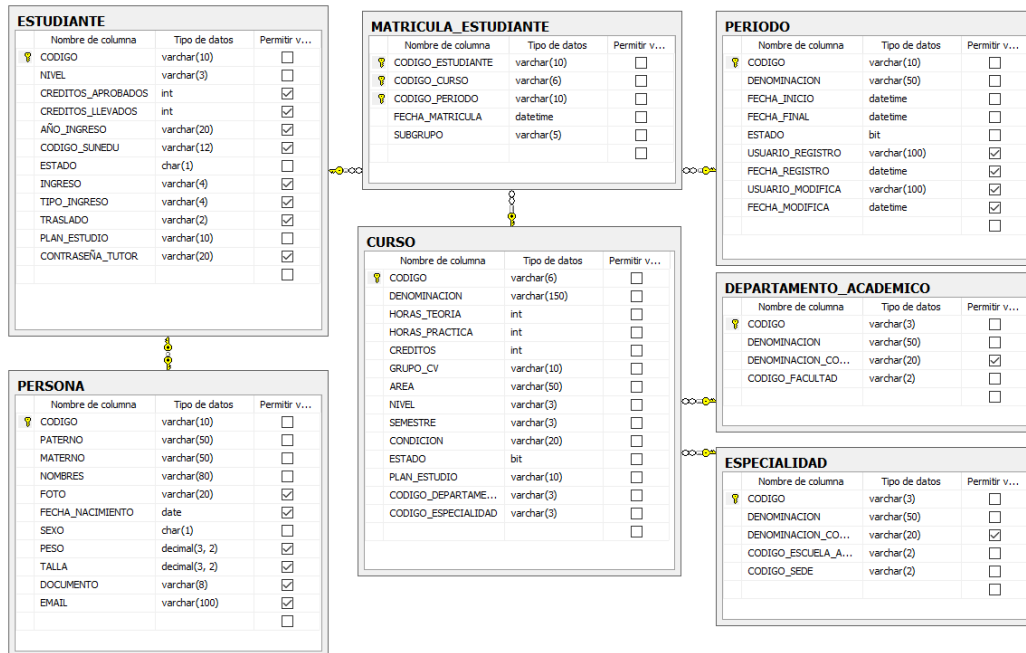 ESTUDIANTE
Nombre de columna Tipo de datos Permitir v...
CODIGO varchar(10)
NIVEL varchar(3)
CREDITOS_APROBADOS int
CREDITOS_LLEVADOS int
AÑO_INGRESO varchar(20)
CODIGO_SUNEDU varchar(12)
ESTADO char(1)
INGRESO varchar(4)
TIPO_INGRESO varchar(4)
TRASLADO varchar(2)
PLAN_ESTUDIO varchar(10)
CONTRASEÑA_TUTOR varchar(20)
PERSONA
Nombre de columna Tipo de datos Permitir v...
CODIGO varchar(10)
PATERNO varchar(50)
MATERNO varchar(50)
NOMBRES varchar(80)
FOTO varchar(20)
FECHA_NACIMIENTO date
SEXO char(1)
PESO decimal(3, 2)
TALLA decimal(3, 2)
DOCUMENTO varchar(8)
EMAIL varchar(100)
MATRICULA_ESTUDIANTE
Nombre de columna Tipo de datos Permitir v...
CODIGO_ESTUDIANTE varchar(10)
CODIGO_CURSO varchar(6)
CODIGO_PERIODO varchar(10)
FECHA_MATRICULA datetime
SUBGRUPO varchar(5)
CURSO
Nombre de columna Tipo de datos Permitir v...
CODIGO varchar(6)
DENOMINACION varchar(150)
HORAS_TEORIA int
HORAS_PRACTICA int
CREDITOS int
GRUPO_CV varchar(10)
AREA varchar(50)
NIVEL varchar(3)
SEMESTRE varchar(3)
CONDICION varchar(20)
ESTADO bit
PLAN_ESTUDIO varchar(10)
CODIGO_DEPARTAME... varchar(3)
CODIGO_ESPECIALIDAD varchar(3)
PERIODO
Nombre de columna Tipo de datos Permitir v...
CODIGO varchar(10)
DENOMINACION varchar(50)
FECHA_INICIO datetime
FECHA_FINAL datetime
ESTADO bit
USUARIO_REGISTRO varchar(100)
FECHA_REGISTRO datetime
USUARIO_MODIFICA varchar(100)
FECHA_MODIFICA datetime
DEPARTAMENTO_ACADEMICO
Nombre de columna Tipo de datos Permitir v...
CODIGO varchar(3)
DENOMINACION varchar(50)
DENOMINACION_CO... varchar(20)
CODIGO_FACULTAD varchar(2)
ESPECIALIDAD
Nombre de columna Tipo de datos Permitir v...
CODIGO varchar(3)
DENOMINACION varchar(50)
DENOMINACION_CO... varchar(20)
CODIGO_ESCUELA_A... varchar(2)
CODIGO_SEDE varchar(2)